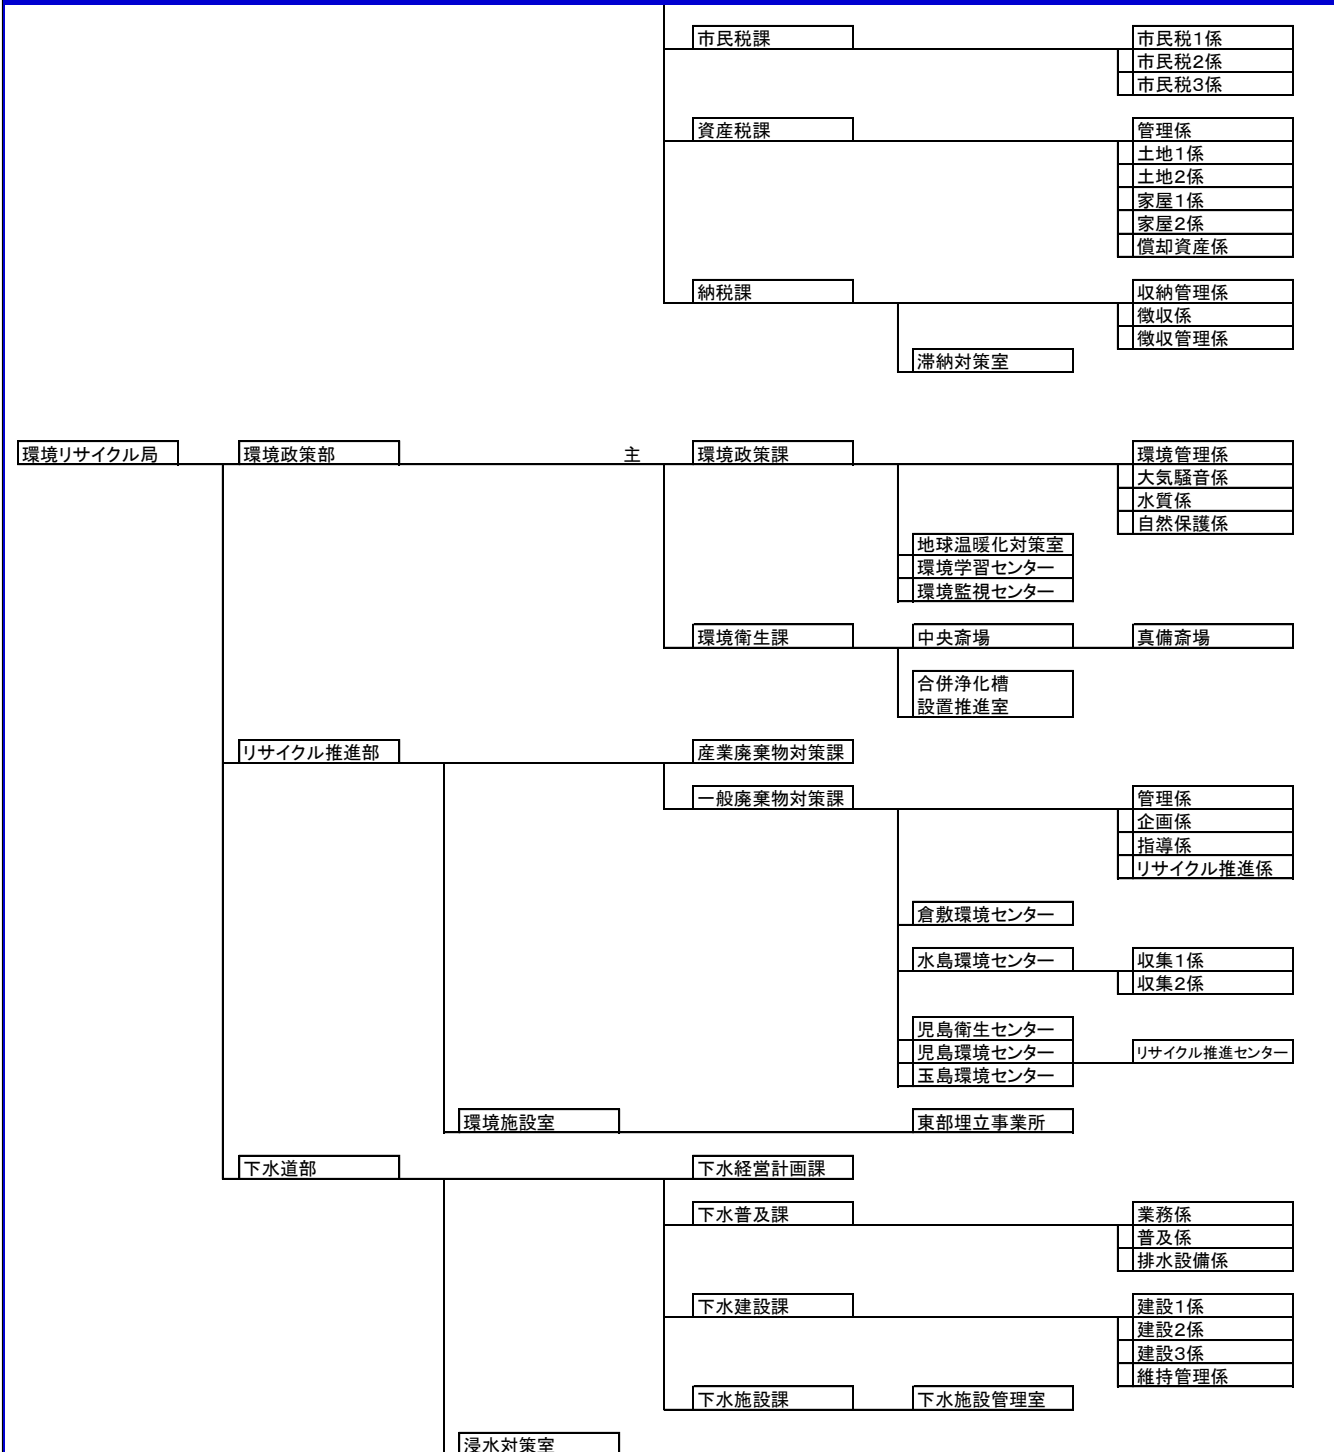 市民税課
市民税1係
市民税2係
市民税3係
資産税課
管理係
土地1係
土地2係
家屋1係
家屋2係
償却資産係
納税課
収納管理係
徴収係
徴収管理係
滞納対策室
環境リサイクル局
環境政策部
主
環境政策課
環境管理係
大気騒音係
水質係
自然保護係
地球温暖化対策室
環境学習センター
環境監視センター
環境衛生課
中央斎場
真備斎場
合併浄化槽
設置推進室
リサイクル推進部
産業廃棄物対策課
一般廃棄物対策課
管理係
企画係
指導係
リサイクル推進係
倉敷環境センター
水島環境センター
収集1係
収集2係
児島衛生センター
児島環境センター
リサイクル推進センター
玉島環境センター
環境施設室
東部埋立事業所
下水道部
下水経営計画課
下水普及課
業務係
普及係
排水設備係
下水建設課
建設1係
建設2係
建設3係
維持管理係
下水施設課
下水施設管理室
浸水対策室